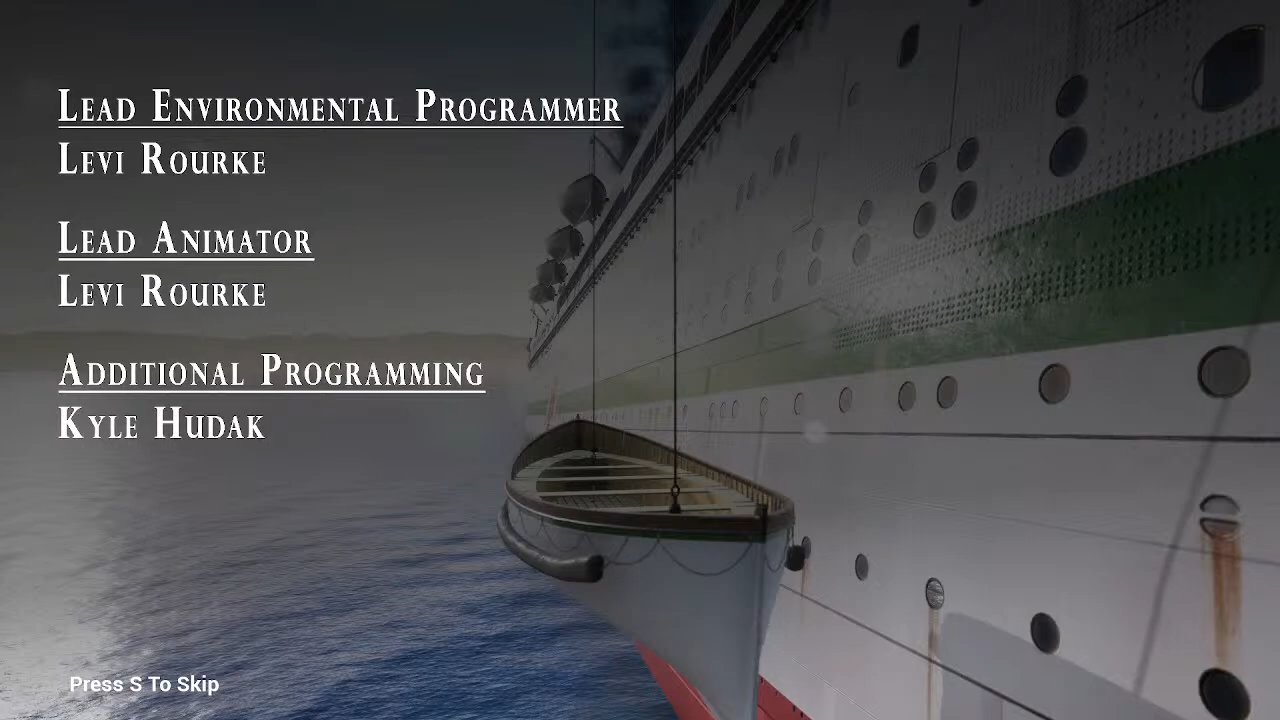 Lead Environmental Programmer
Levi Rourke
Lead Animator
Levi Rourke
Additional Programming
Kyle Hudak
Press S To Skip